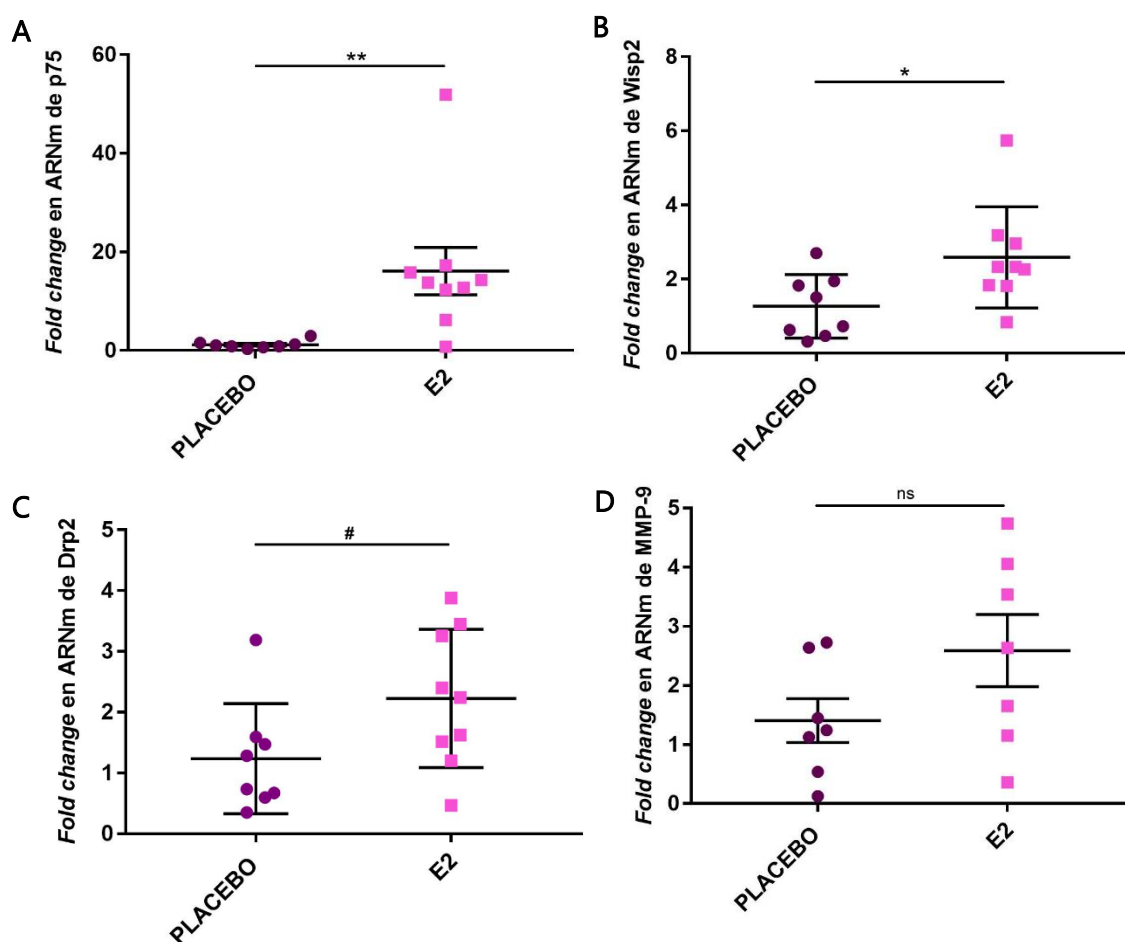 A
Fold change en ARNm de p75
60
40
20
0
**
PLACEBO
E2
B
Fold change en ARNm de Wisp2
8
6
4
2
0
*
PLACEBO
E2
C
Fold change en ARNm de Drp2
5
4
3
2
1
0
#
PLACEBO
E2
D
Fold change en ARNm de MMP-9
5
4
3
2
1
0
ns
PLACEBO
E2